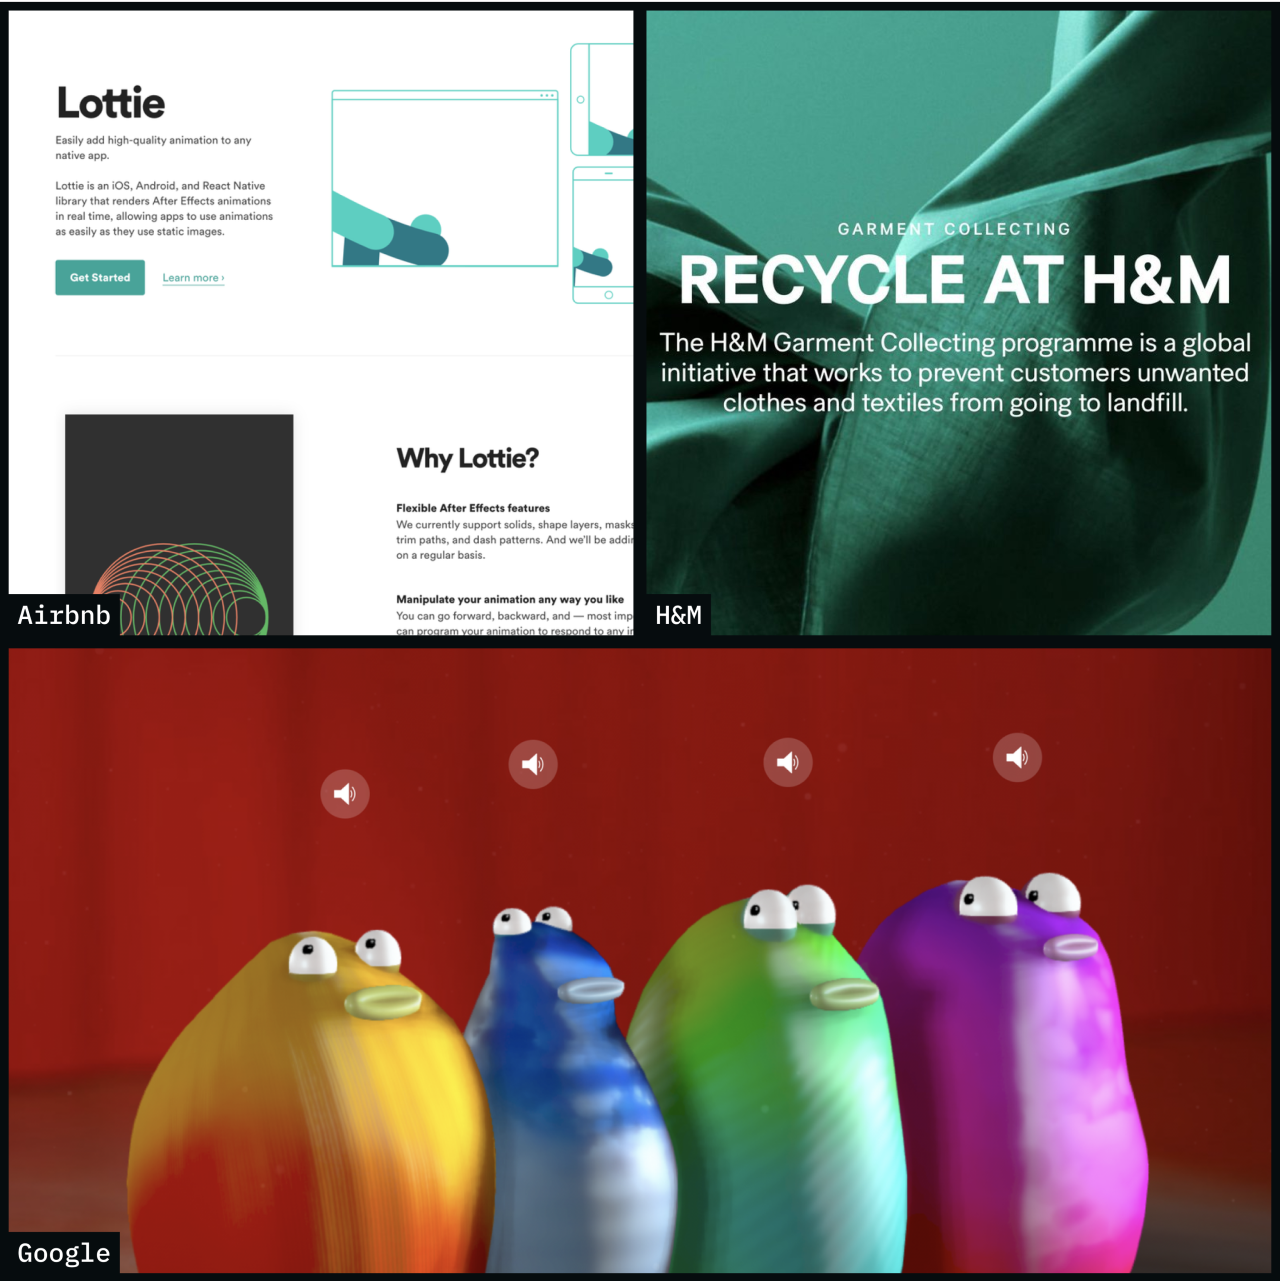 Lottie
Easily add high-quality animation to any
native app.
Lottie is an iOS, Android, and React Native
library that renders After Effects animations
in real time, allowing apps to use animations
as easily as they use static images.
Get Started
Learn more ›
Why Lottie?
Flexible After Effects features
We currently support solids, shape layers, masks
trim paths, and dash patterns. And we'll be addin
on a regular basis.
Manipulate your animation any way you like
You can go forward, backward, and — most imp
can program your animation to respond to any in
Airbnb
GARMENT COLLECTING
RECYCLE AT H&M
The H&M Garment Collecting programme is a global
initiative that works to prevent customers unwanted
clothes and textiles from going to landfill.
H&M
Google